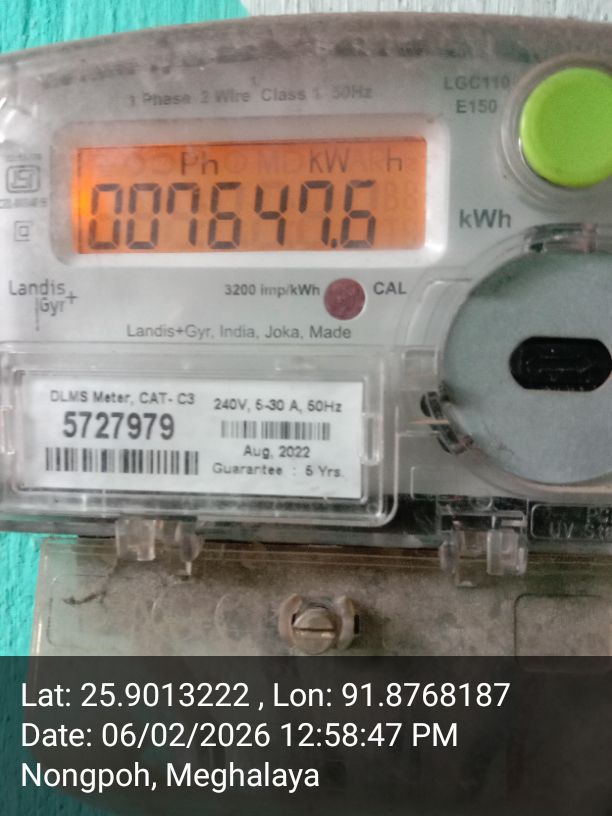 1 Phase 2 Wire Class 1 50Hz
LGC110
E150
Ph KW h
007647.6
kWh
Landis
Gyr+
3200 imp/kWh CAL
Landis+Gyr, India, Joka, Made
DLMS Meter, CAT- C3
5727979
240V, 5-30 A, 50Hz
Aug, 2022
Guarantee : 5 Yrs.
Lat: 25.9013222 , Lon: 91.8768187
Date: 06/02/2026 12:58:47 PM
Nongpoh, Meghalaya